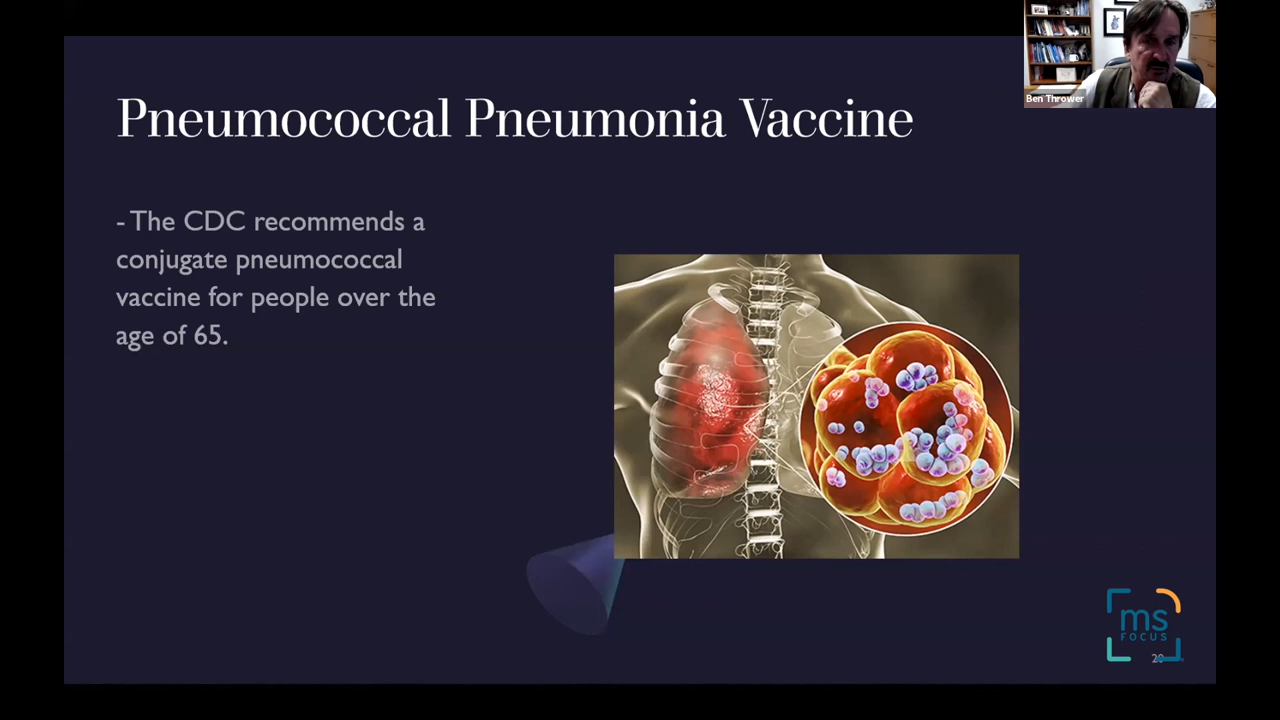 Ben Thrower
Pneumococcal Pneumonia Vaccine
- The CDC recommends a
conjugate pneumococcal
vaccine for people over the
age of 65.
ms
FOCUS
20